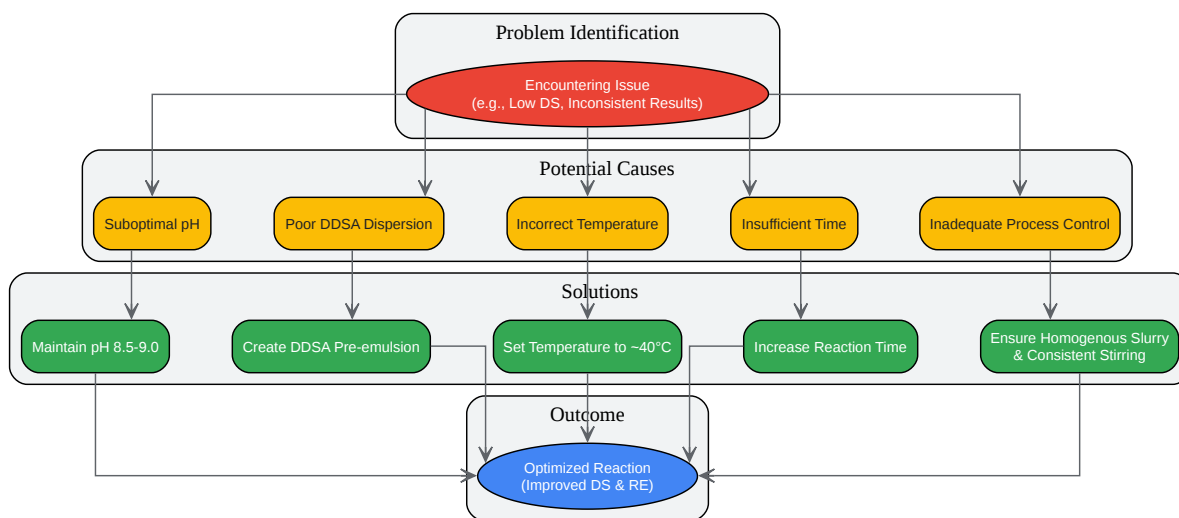 Problem Identification
Encountering Issue
(e.g., Low DS, Inconsistent Results)
Potential Causes
Suboptimal pH
Poor DDSA Dispersion
Incorrect Temperature
Insufficient Time
Inadequate Process Control
Solutions
Maintain pH 8.5-9.0
Create DDSA Pre-emulsion
Set Temperature to ~40°C
Increase Reaction Time
Ensure Homogenous Slurry
& Consistent Stirring
Outcome
Optimized Reaction
(Improved DS & RE)